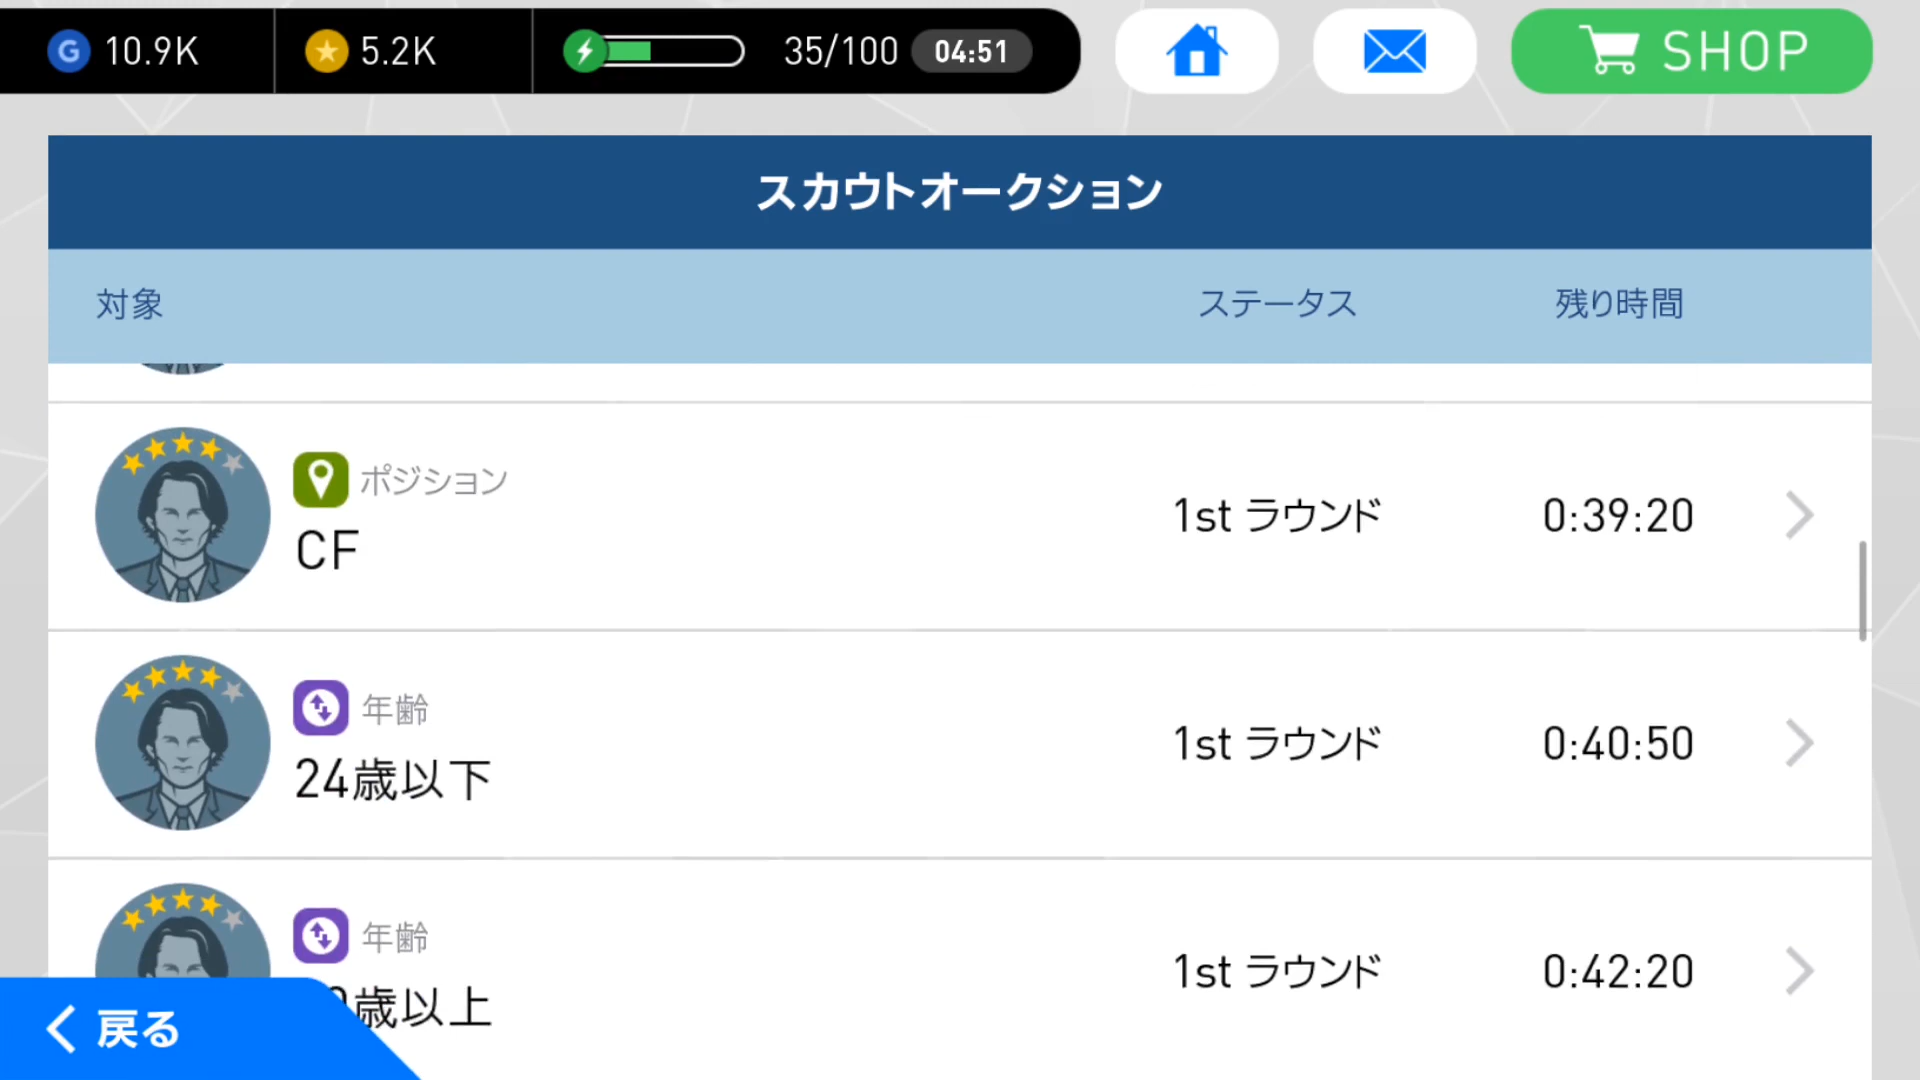 10.9K 5.2K 35/100 04:51 SHOP
スカウトオークション
対象 ステータス 残り時間
ポジション
CF 1st ラウンド 0:39:20
年齢
24歳以下 1st ラウンド 0:40:50
年齢
歳以上 1st ラウンド 0:42:20
戻る